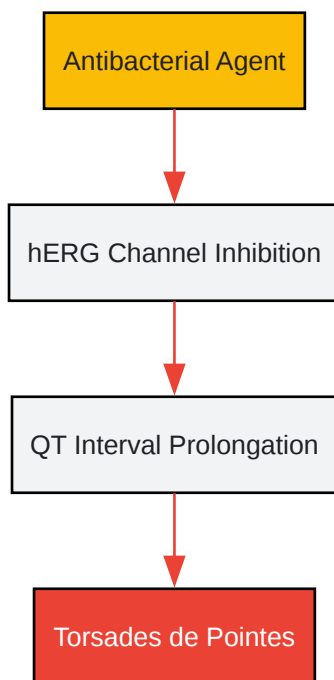 Antibacterial Agent
hERG Channel Inhibition
QT Interval Prolongation
Torsades de Pointes